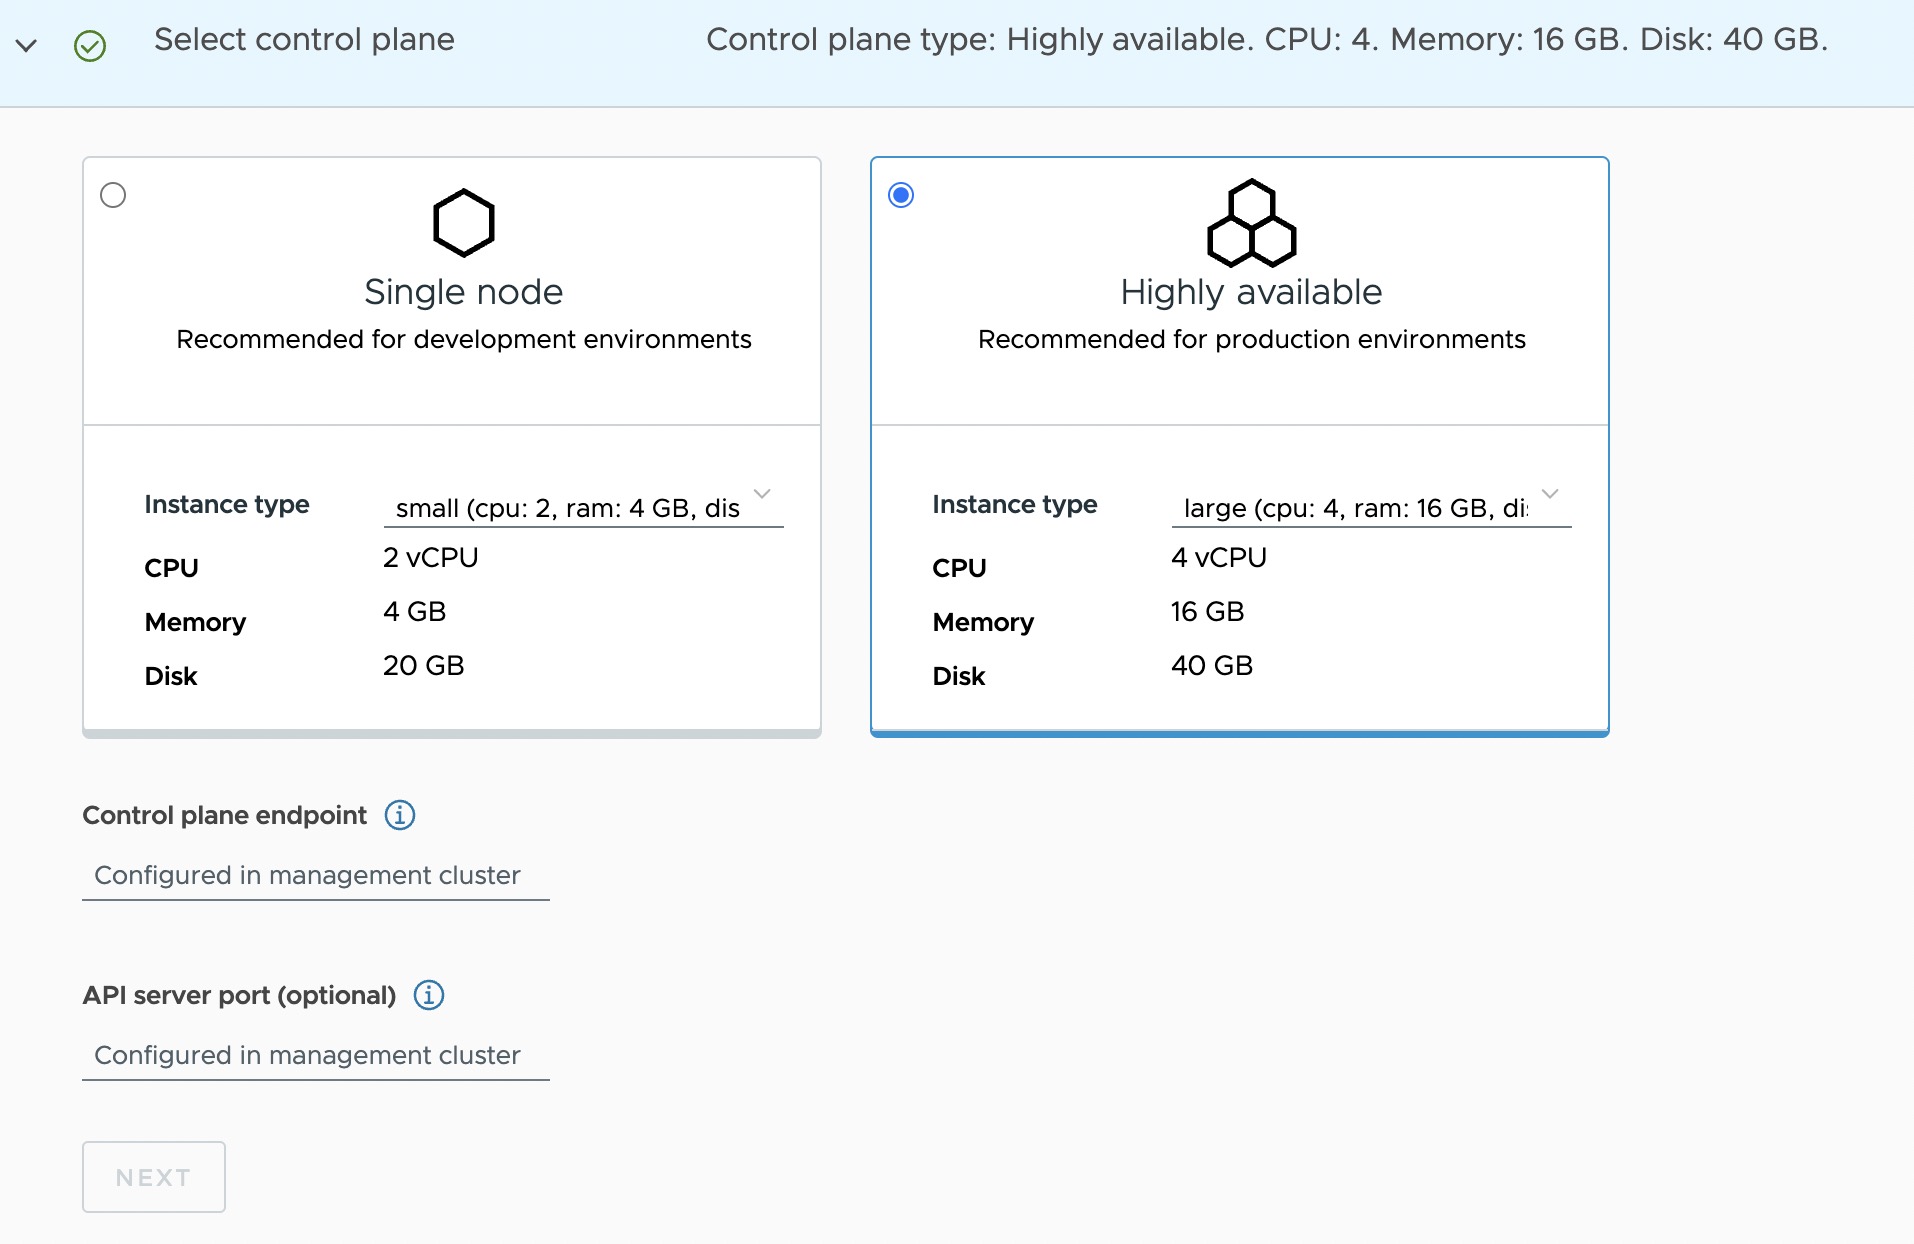 Select control plane
Control plane type: Highly available. CPU: 4. Memory: 16 GB. Disk: 40 GB.
Single node
Recommended for development environments
Instance type
small (cpu: 2, ram: 4 GB, dis
CPU
2 vCPU
Memory
4 GB
Disk
20 GB
Highly available
Recommended for production environments
Instance type
large (cpu: 4, ram: 16 GB, di
CPU
4 vCPU
Memory
16 GB
Disk
40 GB
Control plane endpoint
Configured in management cluster
API server port (optional)
Configured in management cluster
NEXT